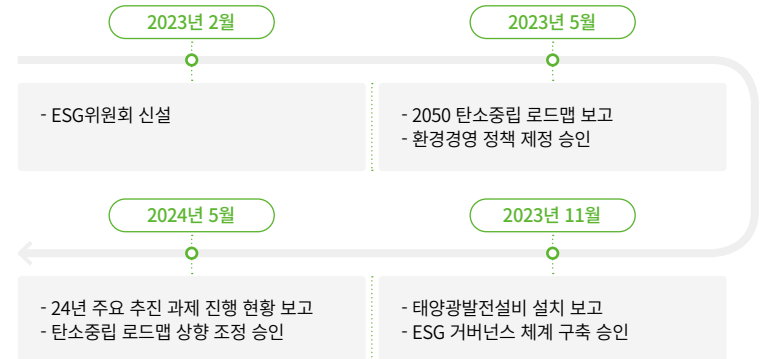 2023년 2월
- ESG위원회 신설
2023년 5월
- 2050 탄소중립 로드맵 보고
- 환경경영 정책 제정 승인
2023년 11월
- 태양광발전설비 설치 보고
- ESG 거버넌스 체계 구축 승인
2024년 5월
- 24년 주요 추진 과제 진행 현황 보고
- 탄소중립 로드맵 상향 조정 승인